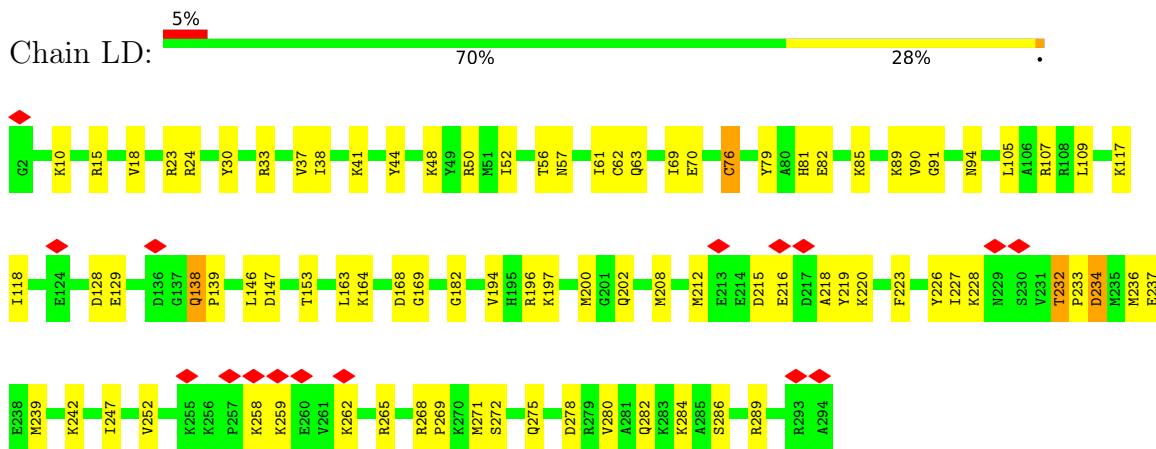 5%
Chain LD:
70% 28% •
G2 K10 R15 V18 R23 R24 Y30 R33 V37 I38 K41 Y44 K48 Y49 R50 M51 I52 T56 N57 I61 C62 Q63 I69 E70 C76 Y79 A80 H81 E82 K85 K89 V90 G91 N94 L105 A106 R107 R108 L109 K117
I118 E124 D128 E129 D136 G137 Q138 P139 L146 D147 T153 L163 K164 D168 G169 G182 V194 H195 R196 K197 M200 G201 Q202 M208 M212 E213 E214 D215 E216 D217 A218 Y219 K220 F223 Y226 I227 K228 N229 S230 V231 T232 P233 D234 M235 M236 E237
E238 M239 K242 I247 V252 K255 K256 P257 K258 K259 E260 V261 K262 R265 R268 P269 K270 M271 S272 Q275 D278 R279 V280 A281 Q282 K283 K284 A285 S286 R289 R293 A294